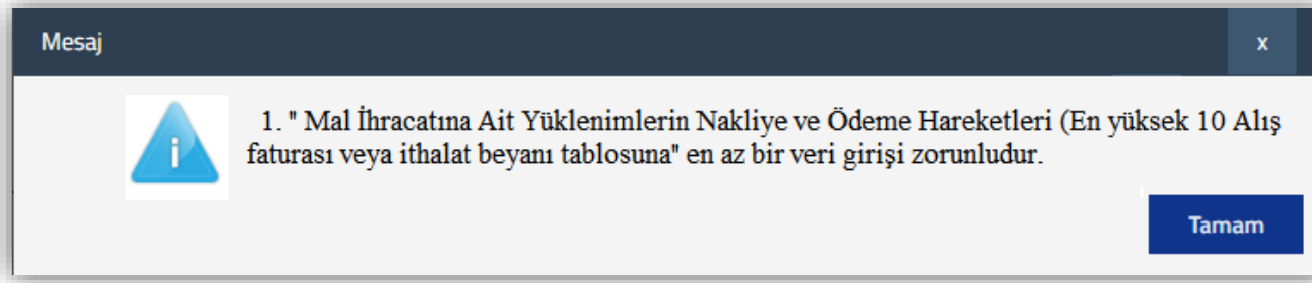 Mesaj
x
1. " Mal İhracatına Ait Yüklenimlerin Nakliye ve Ödeme Hareketleri (En yüksek 10 Alış
faturası veya ithalat beyanı tablosuna" en az bir veri girişi zorunludur.
Tamam